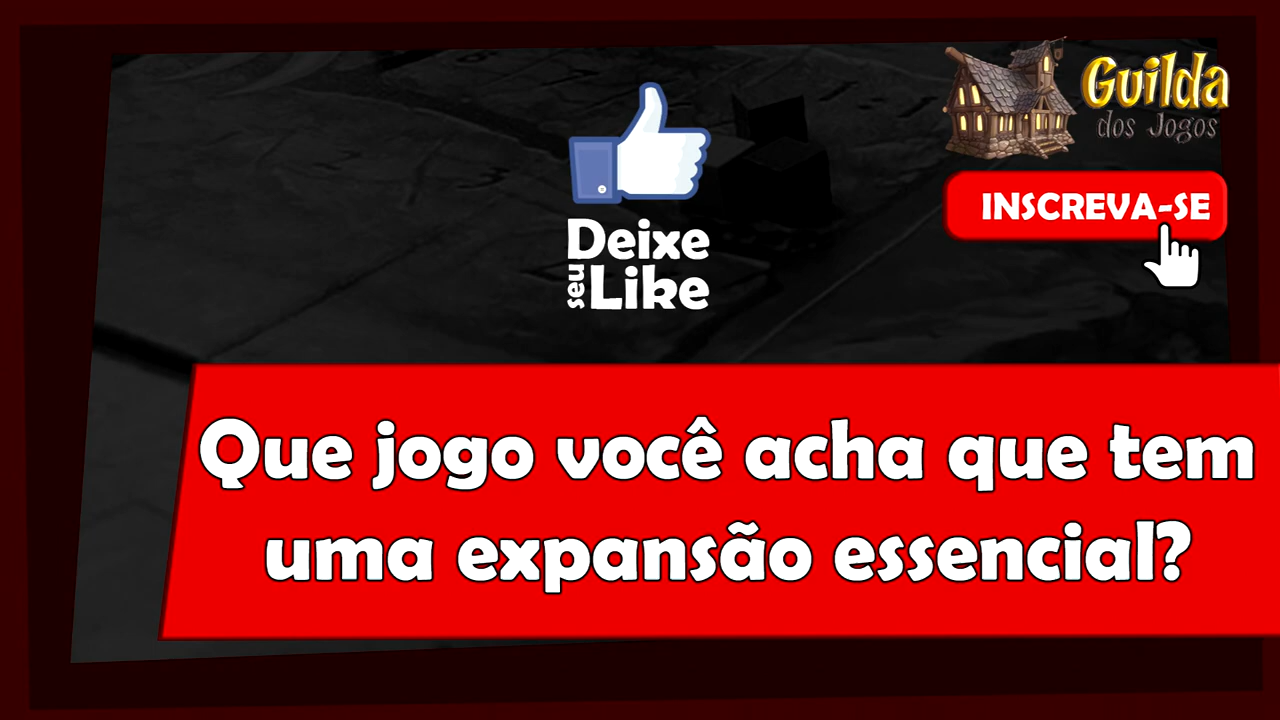 Guilda
dos Jogos
INSCREVA-SE
Deixe
seu Like
Que jogo você acha que tem
uma expansão essencial?